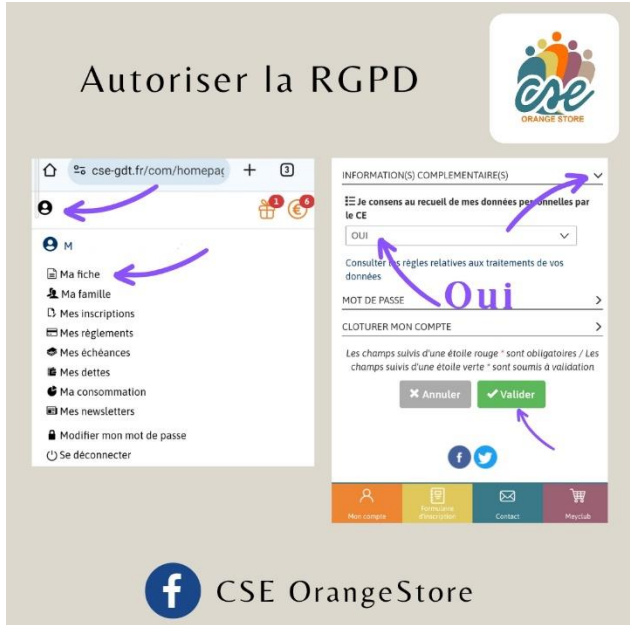 Autoriser la RGPD
cse
ORANGE STORE
cse-gdt.fr/com/homepag
3
1
€
6
M
Ma fiche
Ma famille
Mes inscriptions
Mes règlements
Mes échéances
Mes dettes
Ma consommation
Mes newsletters
Modifier mon mot de passe
Se déconnecter
INFORMATION(S) COMPLEMENTAIRE(S)
Je consens au recueil de mes données personnelles par
le CE
OUI
Consulter les règles relatives aux traitements de vos
données
Oui
MOT DE PASSE
CLOTURER MON COMPTE
Les champs suivis d'une étoile rouge * sont obligatoires / Les
champs suivis d'une étoile verte * sont soumis à validation
Annuler
Valider
Mon compte
Formulaire
d'inscription
Contact
Meyclub
CSE OrangeStore